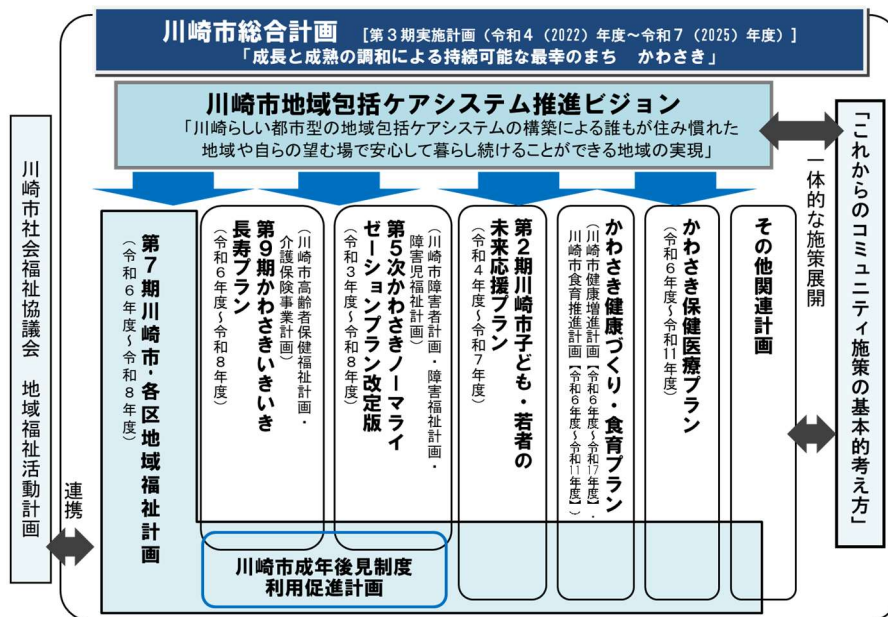 川崎市総合計画 [第3期実施計画（令和4（2022）年度～令和7（2025）年度）]
「成長と成熟の調和による持続可能な最幸のまち　かわさき」
川崎市地域包括ケアシステム推進ビジョン
「川崎らしい都市型の地域包括ケアシステムの構築による誰もが住み慣れた
地域や自らの望む場で安心して暮らし続けることができる地域の実現」
「これからのコミュニティ施策の基本的考え方」
一体的な施策展開
その他関連計画
かわさき保健医療プラン
（令和6年度～令和11年度）
かわさき健康づくり・食育プラン
（川崎市健康増進計画【令和6年度～令和17年度】・
川崎市食育推進計画【令和6年度～令和11年度】）
第2期川崎市子ども・若者の
未来応援プラン
（令和4年度～令和7年度）
（川崎市障害者計画・障害福祉計画・
障害児福祉計画）
第5次かわさきノーマライ
ゼーションプラン改定版
（令和3年度～令和8年度）
（川崎市高齢者保健福祉計画・
介護保険事業計画）
第9期かわさきいきいき
長寿プラン
（令和6年度～令和8年度）
第7期川崎市・各区地域福祉計画
（令和6年度～令和8年度）
連携
川崎市社会福祉協議会　地域福祉活動計画
川崎市成年後見制度
利用促進計画